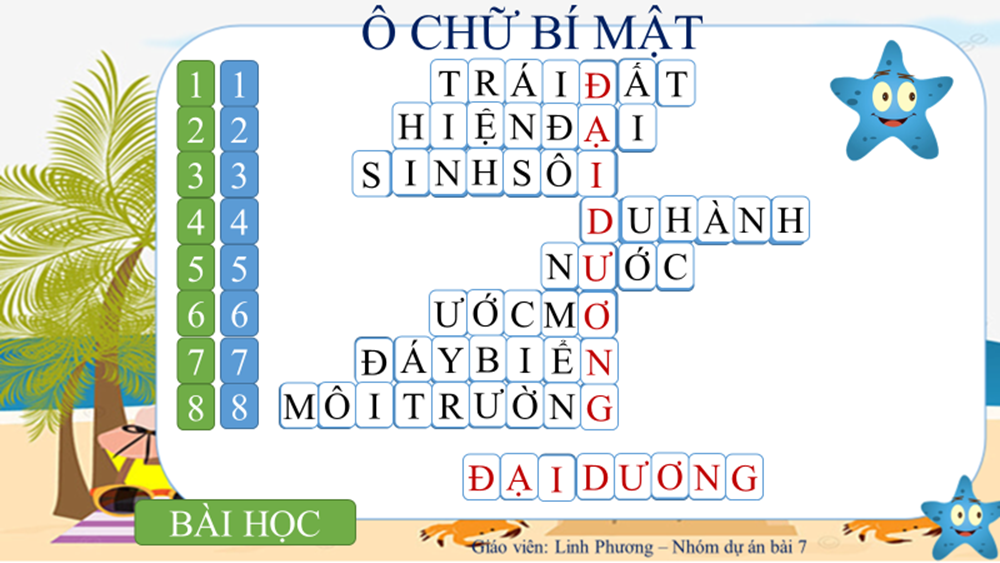 Ô CHỮ BÍ MẬT
1 1 TRÁIĐẤT
2 2 HIỆNĐẠI
3 3 SINHSÔI
4 4 DUHÀNH
5 5 NƯỚC
6 6 ƯỚCMƠ
7 7 ĐÁYBIỂN
8 8 MÔITRƯỜNG
ĐẠIDƯƠNG
BÀI HỌC
Giáo viên: Linh Phương – Nhóm dự án bài 7